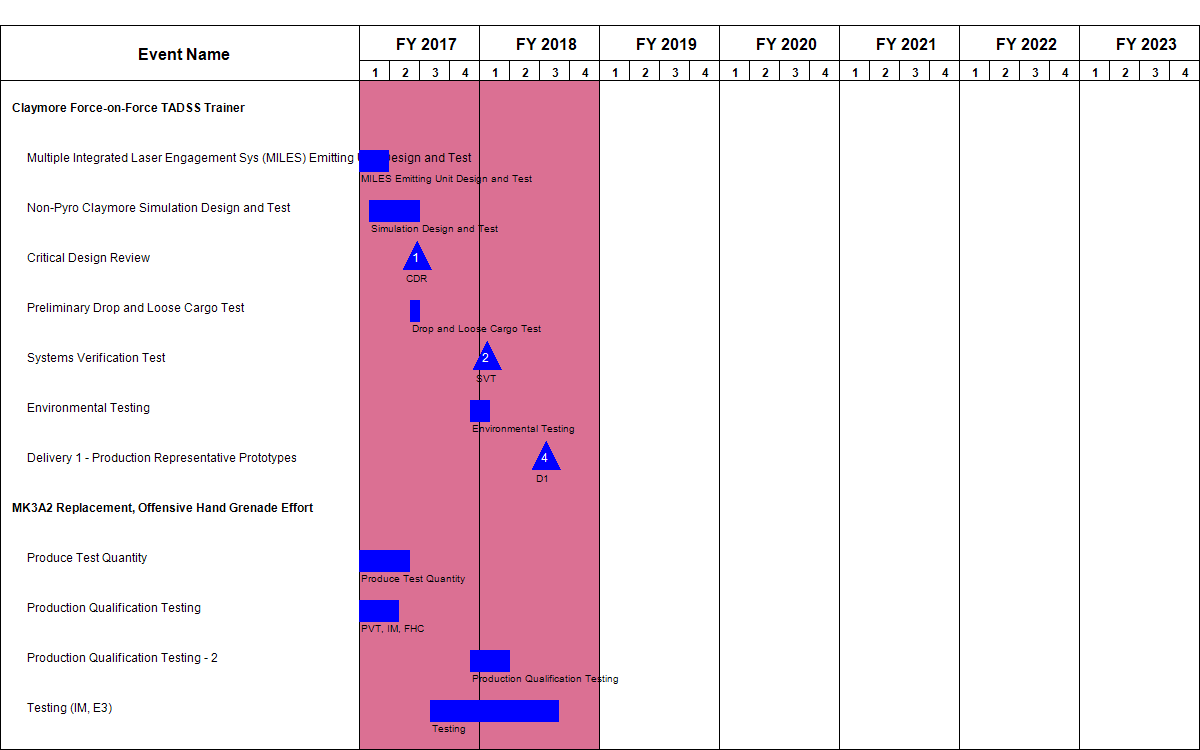 Event Name
FY 2017 FY 2018 FY 2019 FY 2020 FY 2021 FY 2022 FY 2023
1 2 3 4 1 2 3 4 1 2 3 4 1 2 3 4 1 2 3 4 1 2 3 4 1 2 3 4
Claymore Force-on-Force TADSS Trainer
Multiple Integrated Laser Engagement Sys (MILES) Emitting Design and Test
MILES Emitting Unit Design and Test
Non-Pyro Claymore Simulation Design and Test
Simulation Design and Test
Critical Design Review
1
CDR
Preliminary Drop and Loose Cargo Test
Drop and Loose Cargo Test
Systems Verification Test
2
SVT
Environmental Testing
Environmental Testing
Delivery 1 - Production Representative Prototypes
4
D1
MK3A2 Replacement, Offensive Hand Grenade Effort
Produce Test Quantity
Produce Test Quantity
Production Qualification Testing
PVT, IM, FHC
Production Qualification Testing - 2
Production Qualification Testing
Testing (IM, E3)
Testing